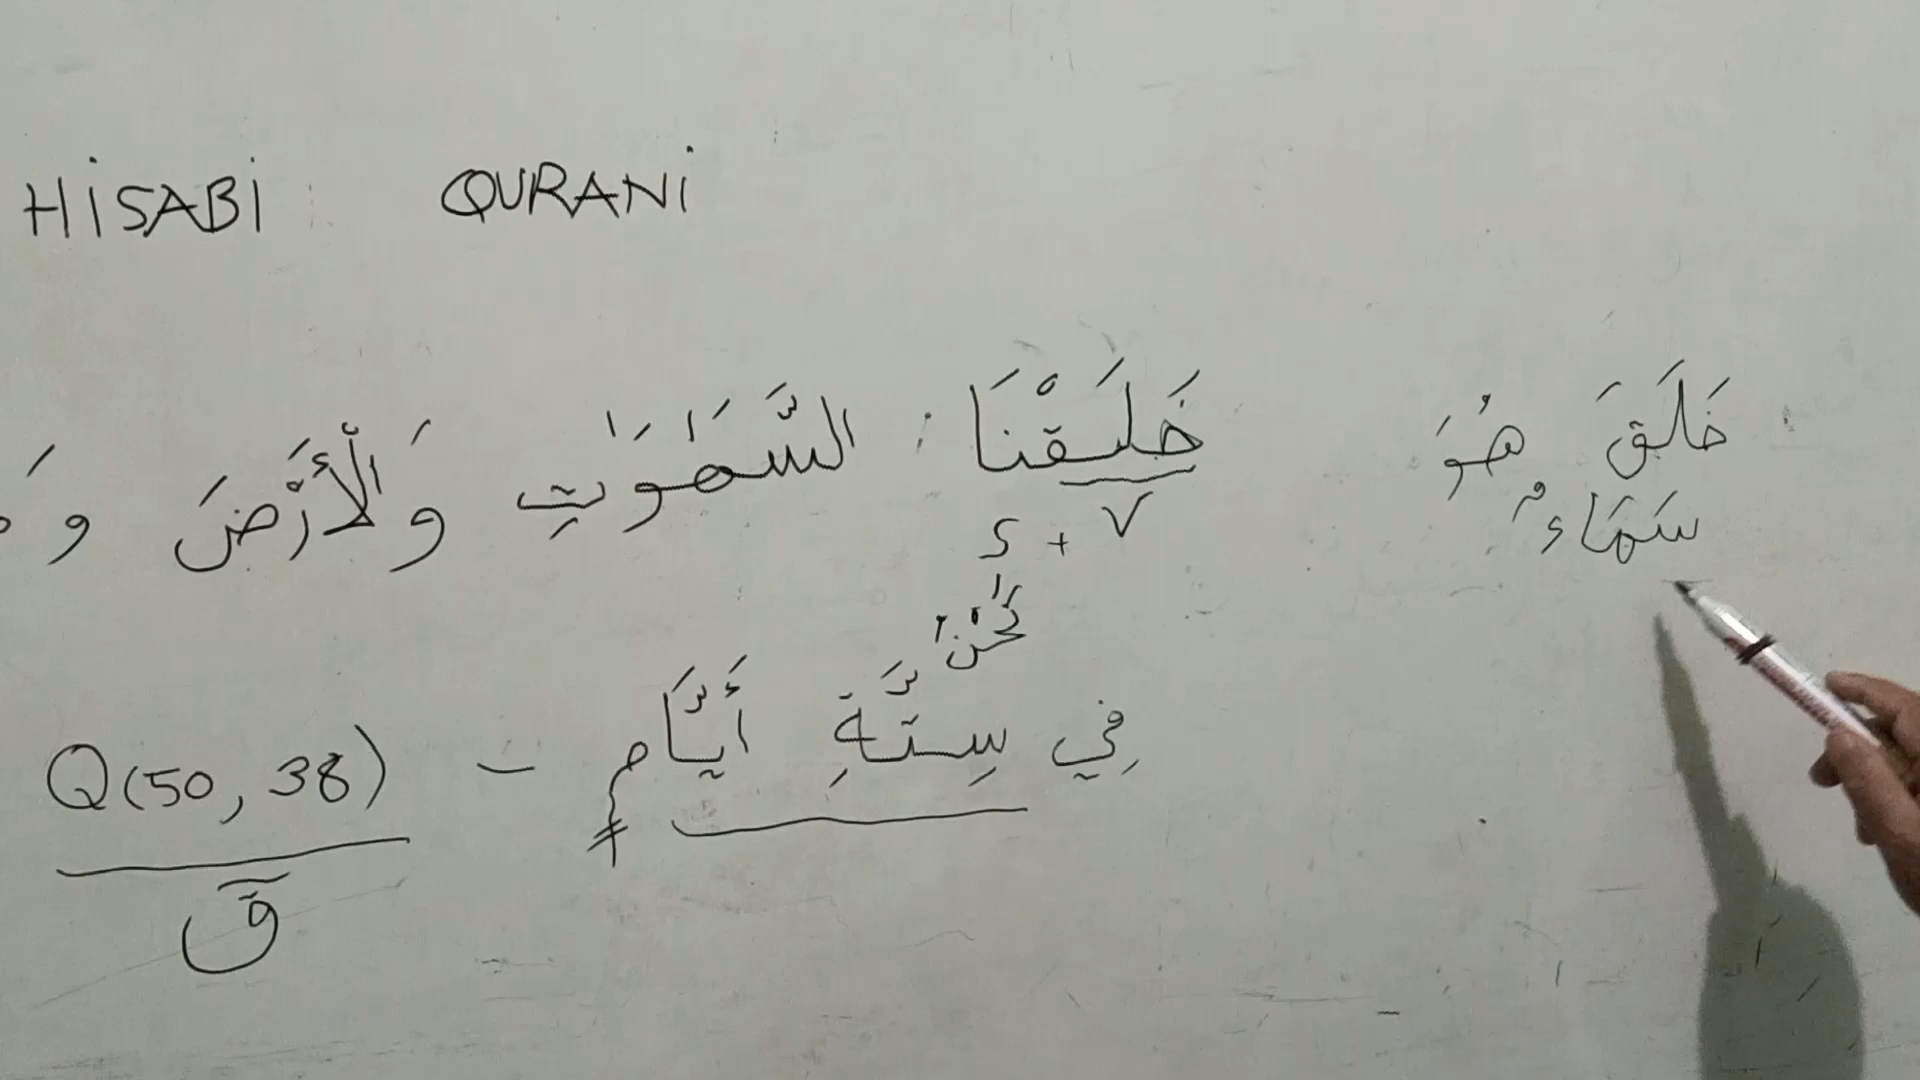 HiSABi QURANi
خَلَقْنَا السَّمَٰوَٰتِ وَالْأَرْضَ وَ
خَلَقَ هُوَ
سَمَاءٌ
S + V
نَحْنُ
فِي سِتَّةِ أَيَّامٍ - Q(50, 38)
قٓ